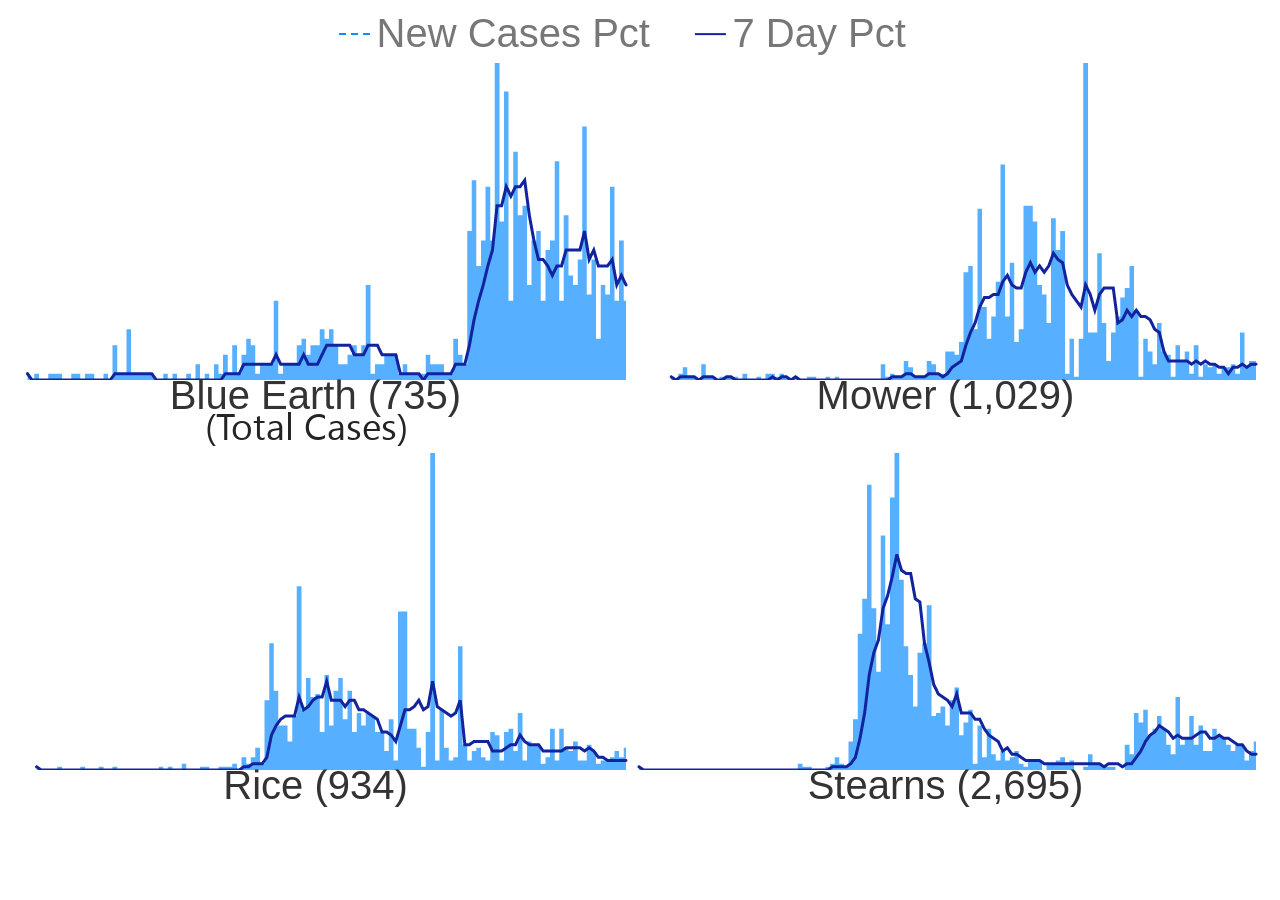 New Cases Pct 7 Day Pct
Blue Earth (735)
(Total Cases)
Mower (1,029)
Rice (934)
Stearns (2,695)